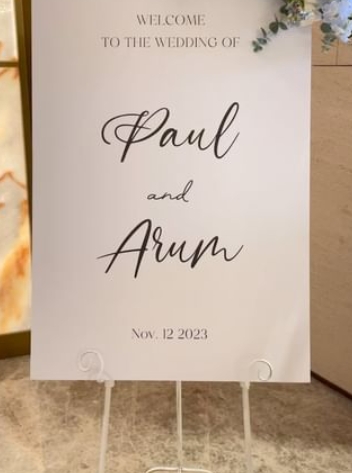 WELCOME
TO THE WEDDING OF
Paul
and
Arum
Nov. 12 2023